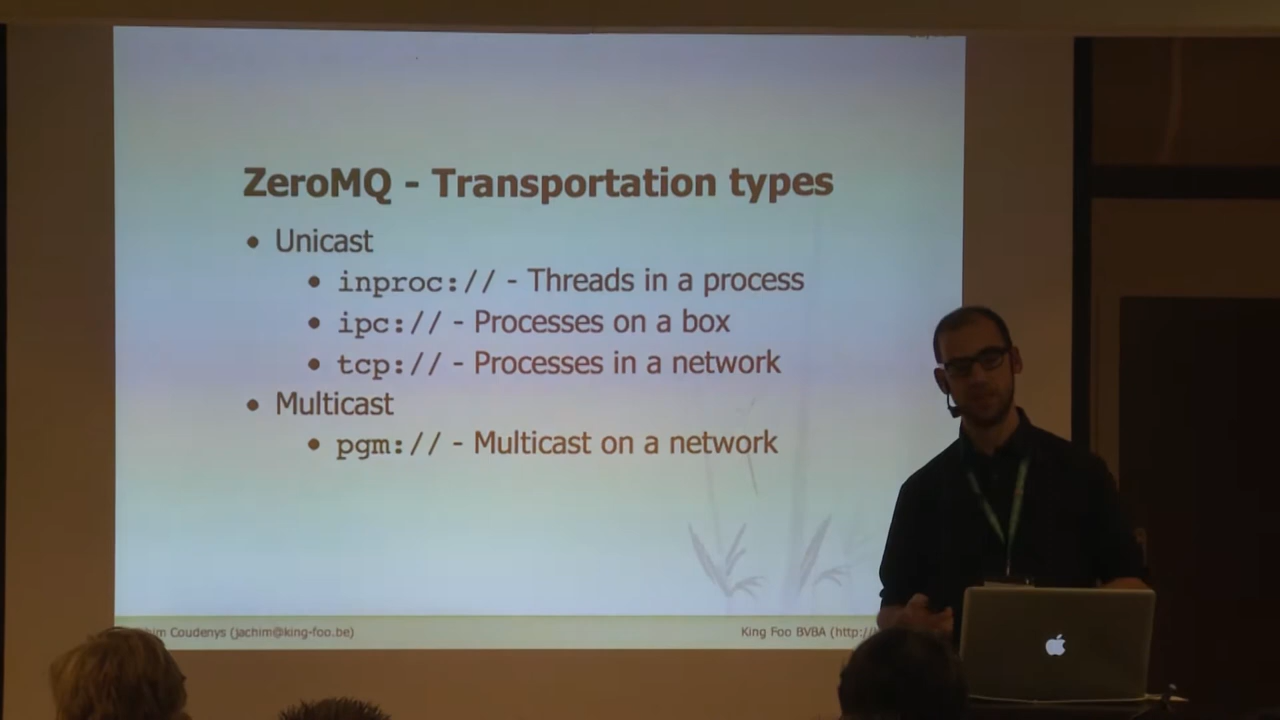 ZeroMQ - Transportation types
• Unicast
• inproc:// - Threads in a process
• ipc:// - Processes on a box
• tcp:// - Processes in a network
• Multicast
• pgm:// - Multicast on a network
Coudenys (jachim@king-foo.be)
King Foo BVBA (http://